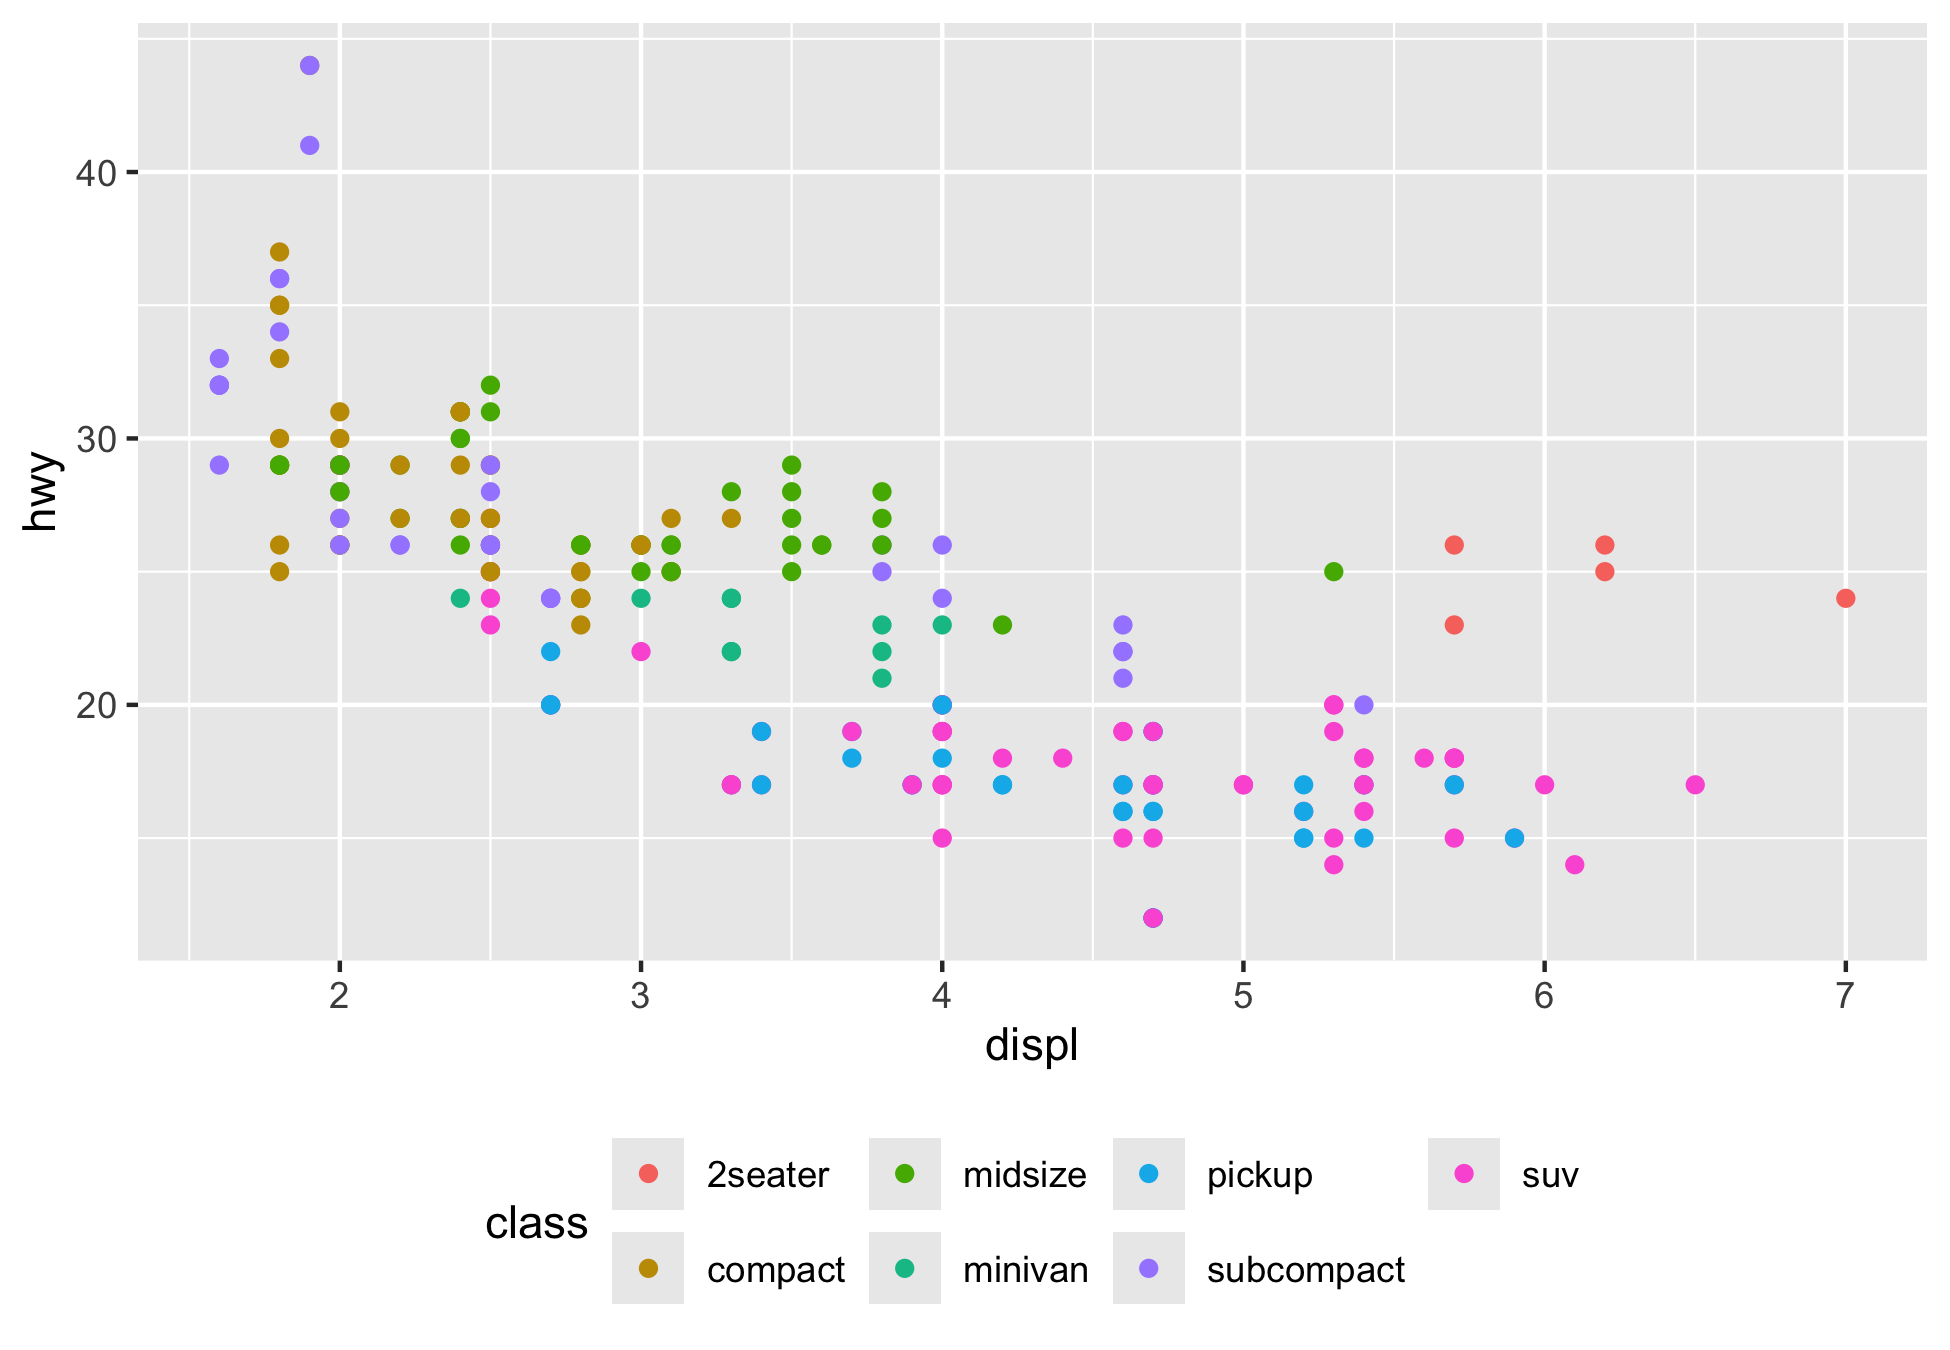 hwy
40
30
20
2 3 4 5 6 7
displ
class
2seater midsize pickup suv
compact minivan subcompact